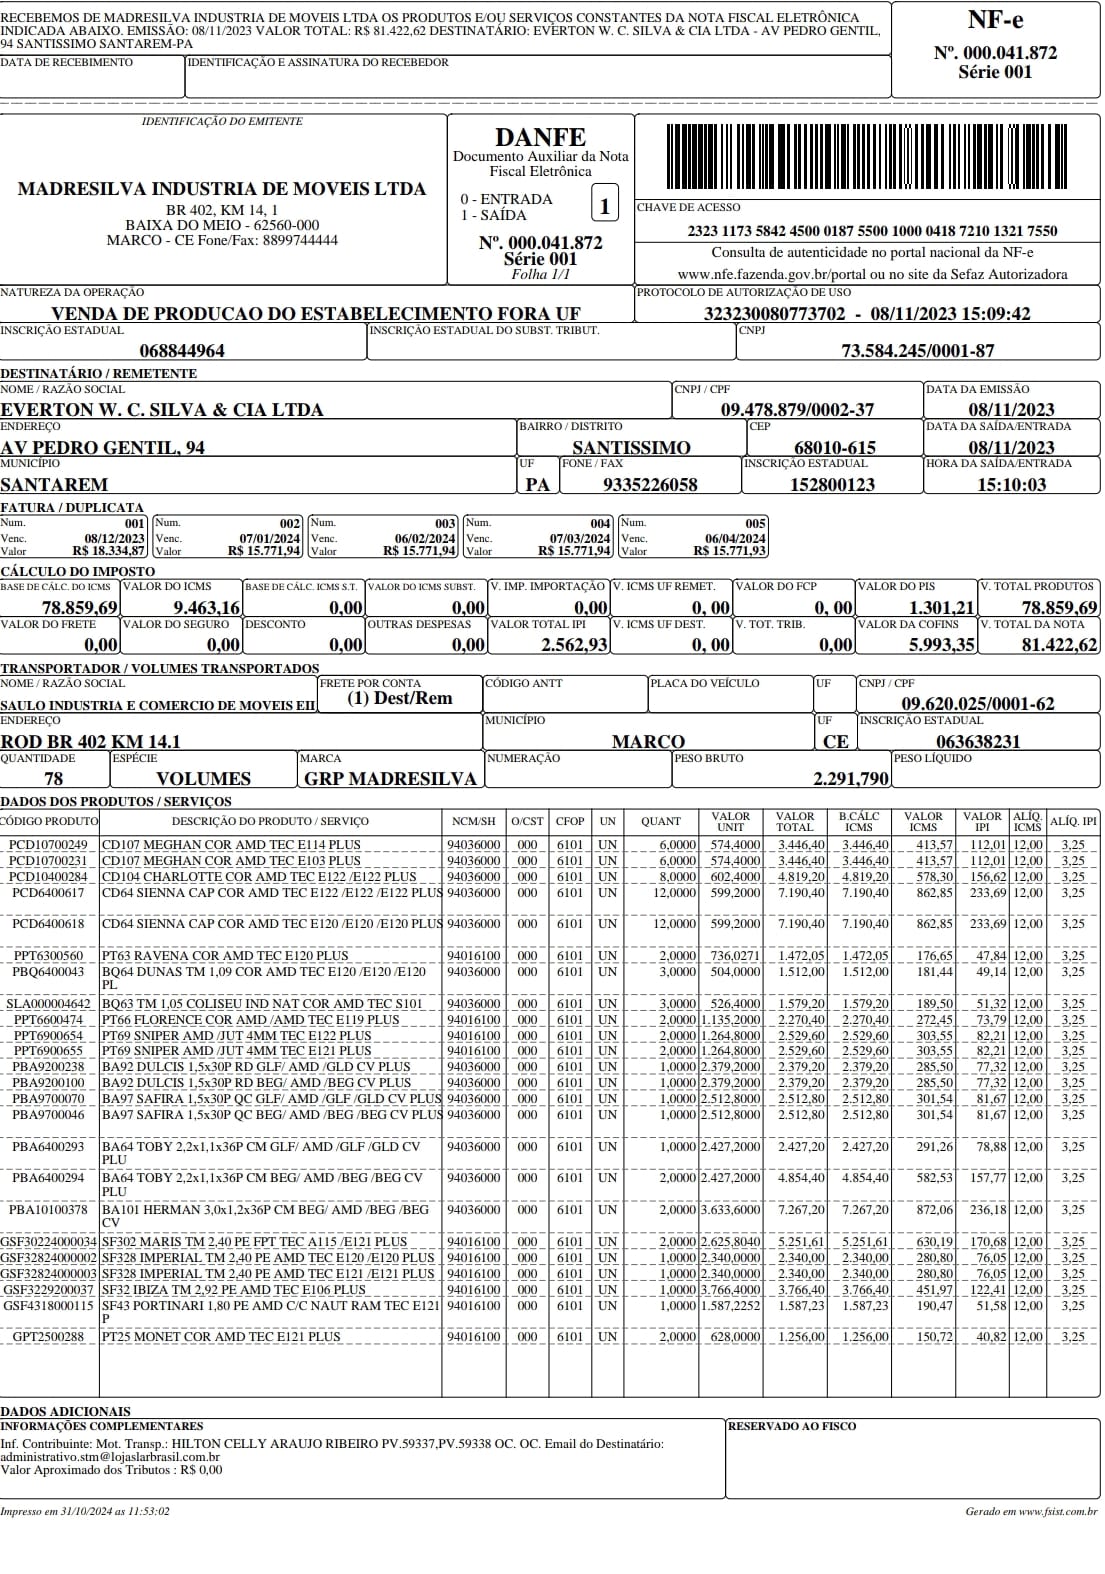 RECEBEMOS DE MADRESILVA INDUSTRIA DE MOVEIS LTDA OS PRODUTOS E/OU SERVIÇOS CONSTANTES DA NOTA FISCAL ELETRÔNICA
INDICADA ABAIXO. EMISSÃO: 08/11/2023 VALOR TOTAL: R$ 81.422,62 DESTINATÁRIO: EVERTON W. C. SILVA & CIA LTDA - AV PEDRO GENTIL,
94 SANTISSIMO SANTAREM-PA
DATA DE RECEBIMENTO IDENTIFICAÇÃO E ASSINATURA DO RECEBEDOR
NF-e
Nº. 000.041.872
Série 001
IDENTIFICAÇÃO DO EMITENTE
MADRESILVA INDUSTRIA DE MOVEIS LTDA
BR 402, KM 14, 1
BAIXA DO MEIO - 62560-000
MARCO - CE Fone/Fax: 8899744444
DANFE
Documento Auxiliar da Nota
Fiscal Eletrônica
0 - ENTRADA
1 - SAÍDA
1
Nº. 000.041.872
Série 001
Folha 1/1
CHAVE DE ACESSO
2323 1173 5842 4500 0187 5500 1000 0418 7210 1321 7550
Consulta de autenticidade no portal nacional da NF-e
www.nfe.fazenda.gov.br/portal ou no site da Sefaz Autorizadora
NATUREZA DA OPERAÇÃO PROTOCOLO DE AUTORIZAÇÃO DE USO
VENDA DE PRODUCAO DO ESTABELECIMENTO FORA UF 323230080773702 - 08/11/2023 15:09:42
INSCRIÇÃO ESTADUAL INSCRIÇÃO ESTADUAL DO SUBST. TRIBUT. CNPJ
068844964 73.584.245/0001-87
DESTINATÁRIO / REMETENTE
NOME / RAZÃO SOCIAL CNPJ / CPF DATA DA EMISSÃO
EVERTON W. C. SILVA & CIA LTDA 09.478.879/0002-37 08/11/2023
ENDEREÇO BAIRRO / DISTRITO CEP DATA DA SAÍDA/ENTRADA
AV PEDRO GENTIL, 94 SANTISSIMO 68010-615 08/11/2023
MUNICÍPIO UF FONE / FAX INSCRIÇÃO ESTADUAL HORA DA SAÍDA/ENTRADA
SANTAREM PA 9335226058 152800123 15:10:03
FATURA / DUPLICATA
Num. 001 Num. 002 Num. 003 Num. 004 Num. 005
Venc. 08/12/2023 Venc. 07/01/2024 Venc. 06/02/2024 Venc. 07/03/2024 Venc. 06/04/2024
Valor R$ 18.334,87 Valor R$ 15.771,94 Valor R$ 15.771,94 Valor R$ 15.771,94 Valor R$ 15.771,93
CÁLCULO DO IMPOSTO
BASE DE CÁLC. DO ICMS VALOR DO ICMS BASE DE CÁLC. ICMS S.T. VALOR DO ICMS SUBST. V. IMP. IMPORTAÇÃO V. ICMS UF REMET. VALOR DO FCP VALOR DO PIS V. TOTAL PRODUTOS
78.859,69 9.463,16 0,00 0,00 0,00 0, 00 0, 00 1.301,21 78.859,69
VALOR DO FRETE VALOR DO SEGURO DESCONTO OUTRAS DESPESAS VALOR TOTAL IPI V. ICMS UF DEST. V. TOT. TRIB. VALOR DA COFINS V. TOTAL DA NOTA
0,00 0,00 0,00 0,00 2.562,93 0, 00 0,00 5.993,35 81.422,62
TRANSPORTADOR / VOLUMES TRANSPORTADOS
NOME / RAZÃO SOCIAL FRETE POR CONTA CÓDIGO ANTT PLACA DO VEÍCULO UF CNPJ / CPF
SAULO INDUSTRIA E COMERCIO DE MOVEIS EII (1) Dest/Rem 09.620.025/0001-62
ENDEREÇO MUNICÍPIO UF INSCRIÇÃO ESTADUAL
ROD BR 402 KM 14.1 MARCO CE 063638231
QUANTIDADE ESPÉCIE MARCA NUMERAÇÃO PESO BRUTO PESO LÍQUIDO
78 VOLUMES GRP MADRESILVA 2.291,790
DADOS DOS PRODUTOS / SERVIÇOS
CÓDIGO PRODUTO DESCRIÇÃO DO PRODUTO / SERVIÇO NCM/SH O/CST CFOP UN QUANT VALOR UNIT VALOR TOTAL B.CÁLC ICMS VALOR ICMS VALOR IPI ALÍQ. ICMS ALÍQ. IPI
PCD10700249 CD107 MEGHAN COR AMD TEC E114 PLUS 94036000 000 6101 UN 6,0000 574,4000 3.446,40 3.446,40 413,57 112,01 12,00 3,25
PCD10700231 CD107 MEGHAN COR AMD TEC E103 PLUS 94036000 000 6101 UN 6,0000 574,4000 3.446,40 3.446,40 413,57 112,01 12,00 3,25
PCD10400284 CD104 CHARLOTTE COR AMD TEC E122 /E122 PLUS 94036000 000 6101 UN 8,0000 602,4000 4.819,20 4.819,20 578,30 156,62 12,00 3,25
PCD6400617 CD64 SIENNA CAP COR AMD TEC E122 /E122 /E122 PLUS 94036000 000 6101 UN 12,0000 599,2000 7.190,40 7.190,40 862,85 233,69 12,00 3,25
PCD6400618 CD64 SIENNA CAP COR AMD TEC E120 /E120 /E120 PLUS 94036000 000 6101 UN 12,0000 599,2000 7.190,40 7.190,40 862,85 233,69 12,00 3,25
PPT6300560 PT63 RAVENA COR AMD TEC E120 PLUS 94016100 000 6101 UN 2,0000 736,0271 1.472,05 1.472,05 176,65 47,84 12,00 3,25
PBQ6400043 BQ64 DUNAS TM 1,09 COR AMD TEC E120 /E120 /E120 94036000 000 6101 UN 3,0000 504,0000 1.512,00 1.512,00 181,44 49,14 12,00 3,25
PL
SLA000004642 BQ63 TM 1,05 COLISEU IND NAT COR AMD TEC S101 94036000 000 6101 UN 3,0000 526,4000 1.579,20 1.579,20 189,50 51,32 12,00 3,25
PPT6600474 PT66 FLORENCE COR AMD /AMD TEC E119 PLUS 94016100 000 6101 UN 2,0000 1.135,2000 2.270,40 2.270,40 272,45 73,79 12,00 3,25
PPT6900654 PT69 SNIPER AMD /JUT 4MM TEC E122 PLUS 94016100 000 6101 UN 2,0000 1.264,8000 2.529,60 2.529,60 303,55 82,21 12,00 3,25
PPT6900655 PT69 SNIPER AMD /JUT 4MM TEC E121 PLUS 94016100 000 6101 UN 2,0000 1.264,8000 2.529,60 2.529,60 303,55 82,21 12,00 3,25
PBA9200238 BA92 DULCIS 1,5x30P RD GLF/ AMD /GLD CV PLUS 94036000 000 6101 UN 1,0000 2.379,2000 2.379,20 2.379,20 285,50 77,32 12,00 3,25
PBA9200100 BA92 DULCIS 1,5x30P RD BEG/ AMD /BEG CV PLUS 94036000 000 6101 UN 1,0000 2.379,2000 2.379,20 2.379,20 285,50 77,32 12,00 3,25
PBA9700070 BA97 SAFIRA 1,5x30P QC GLF/ AMD /GLF /GLD CV PLUS 94036000 000 6101 UN 1,0000 2.512,8000 2.512,80 2.512,80 301,54 81,67 12,00 3,25
PBA9700046 BA97 SAFIRA 1,5x30P QC BEG/ AMD /BEG /BEG CV PLUS 94036000 000 6101 UN 1,0000 2.512,8000 2.512,80 2.512,80 301,54 81,67 12,00 3,25
PBA6400293 BA64 TOBY 2,2x1,1x36P CM GLF/ AMD /GLF /GLD CV 94036000 000 6101 UN 1,0000 2.427,2000 2.427,20 2.427,20 291,26 78,88 12,00 3,25
PLU
PBA6400294 BA64 TOBY 2,2x1,1x36P CM BEG/ AMD /BEG /BEG CV 94036000 000 6101 UN 2,0000 2.427,2000 4.854,40 4.854,40 582,53 157,77 12,00 3,25
PLU
PBA10100378 BA101 HERMAN 3,0x1,2x36P CM BEG/ AMD /BEG /BEG 94036000 000 6101 UN 2,0000 3.633,6000 7.267,20 7.267,20 872,06 236,18 12,00 3,25
CV
GSF30224000034 SF302 MARIS TM 2,40 PE FPT TEC A115 /E121 PLUS 94016100 000 6101 UN 2,0000 2.625,8040 5.251,61 5.251,61 630,19 170,68 12,00 3,25
GSF32824000002 SF328 IMPERIAL TM 2,40 PE AMD TEC E120 /E120 PLUS 94016100 000 6101 UN 1,0000 2.340,0000 2.340,00 2.340,00 280,80 76,05 12,00 3,25
GSF32824000003 SF328 IMPERIAL TM 2,40 PE AMD TEC E121 /E121 PLUS 94016100 000 6101 UN 1,0000 2.340,0000 2.340,00 2.340,00 280,80 76,05 12,00 3,25
GSF3229200037 SF32 IBIZA TM 2,92 PE AMD TEC E106 PLUS 94016100 000 6101 UN 1,0000 3.766,4000 3.766,40 3.766,40 451,97 122,41 12,00 3,25
GSF4318000115 SF43 PORTINARI 1,80 PE AMD C/C NAUT RAM TEC E121 94016100 000 6101 UN 1,0000 1.587,2252 1.587,23 1.587,23 190,47 51,58 12,00 3,25
P
GPT2500288 PT25 MONET COR AMD TEC E121 PLUS 94016100 000 6101 UN 2,0000 628,0000 1.256,00 1.256,00 150,72 40,82 12,00 3,25
DADOS ADICIONAIS
INFORMAÇÕES COMPLEMENTARES RESERVADO AO FISCO
Inf. Contribuinte: Mot. Transp.: HILTON CELLY ARAUJO RIBEIRO PV.59337,PV.59338 OC. OC. Email do Destinatário:
administrativo.stm@lojaslarbrasil.com.br
Valor Aproximado dos Tributos : R$ 0,00
Impresso em 31/10/2024 as 11:53:02 Gerado em www.fsist.com.br